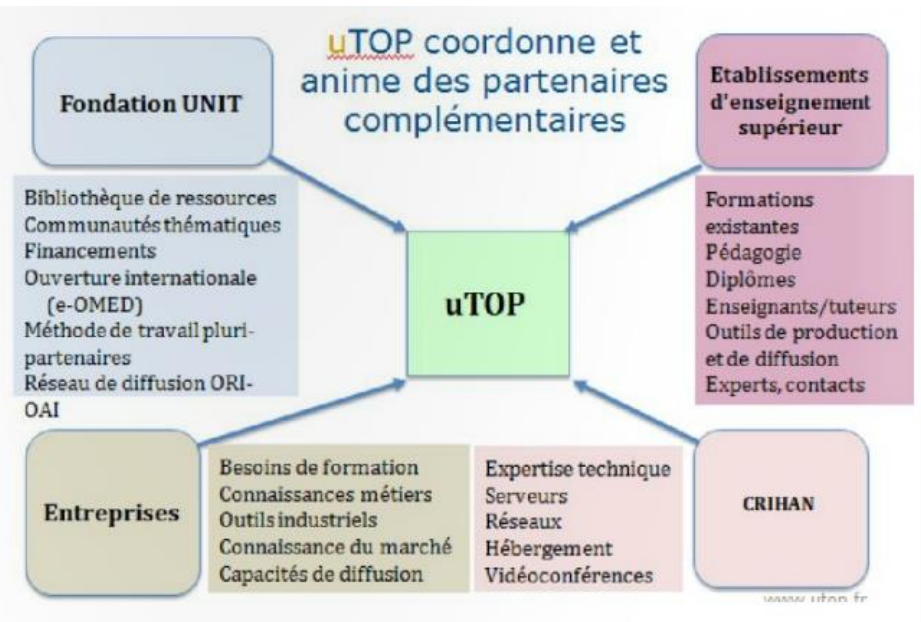 uTOP coordonne et
anime des partenaires
complémentaires
Fondation UNIT
Etablissements
d'enseignement
supérieur
Bibliothèque de ressources
Communautés thématiques
Financements
Ouverture internationale
(e-OMED)
Méthode de travail pluri-
partenaires
Réseau de diffusion ORI-
OAI
uTOP
Formations
existantes
Pédagogie
Diplômes
Enseignants/tuteurs
Outils de production
et de diffusion
Experts, contacts
Entreprises
Besoins de formation
Connaissances métiers
Outils industriels
Connaissance du marché
Capacités de diffusion
Expertise technique
Serveurs
Réseaux
Hébergement
Vidéoconférences
CRIHAN
www.utop.fr